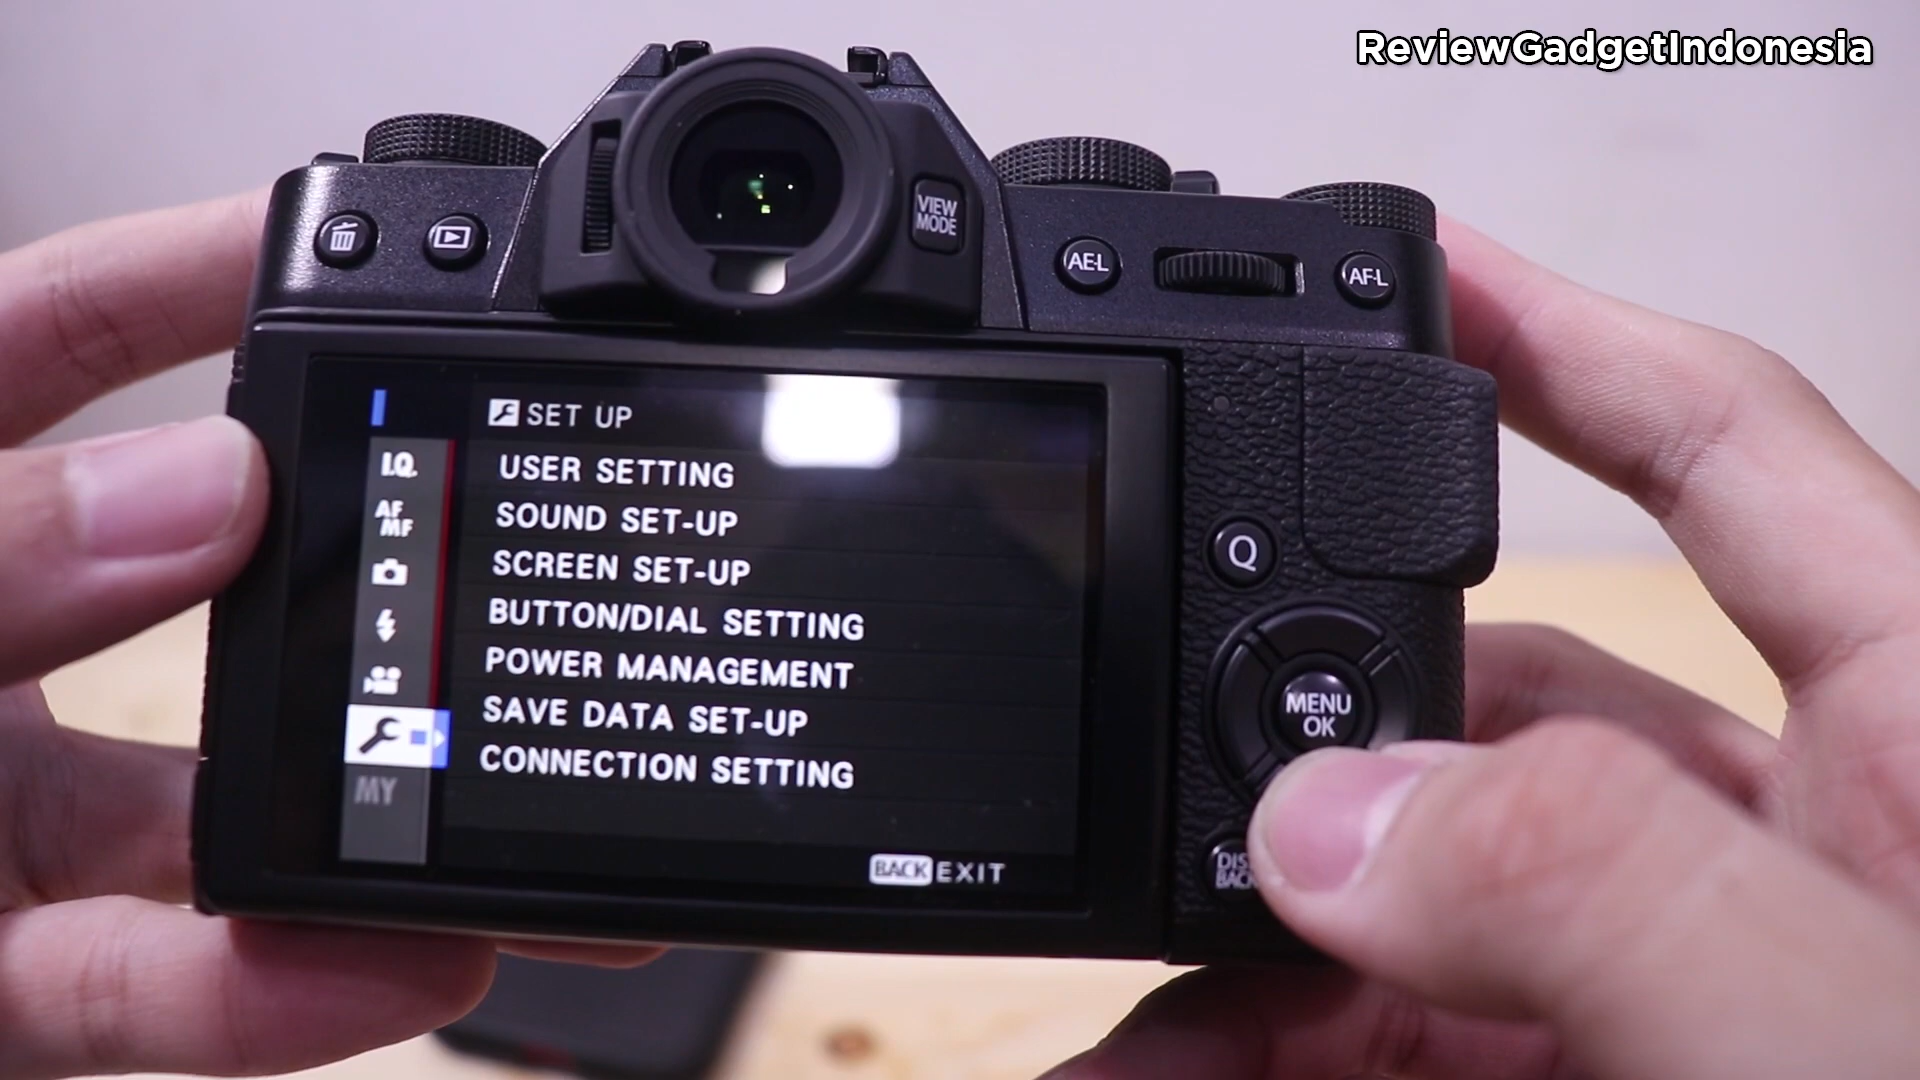 ReviewGadgetIndonesia
VIEW
MODE
AE-L
AF-L
SET UP
I.Q.
USER SETTING
AF
MF
SOUND SET-UP
SCREEN SET-UP
BUTTON/DIAL SETTING
POWER MANAGEMENT
SAVE DATA SET-UP
CONNECTION SETTING
MY
BACK EXIT
Q
MENU
OK
BACK